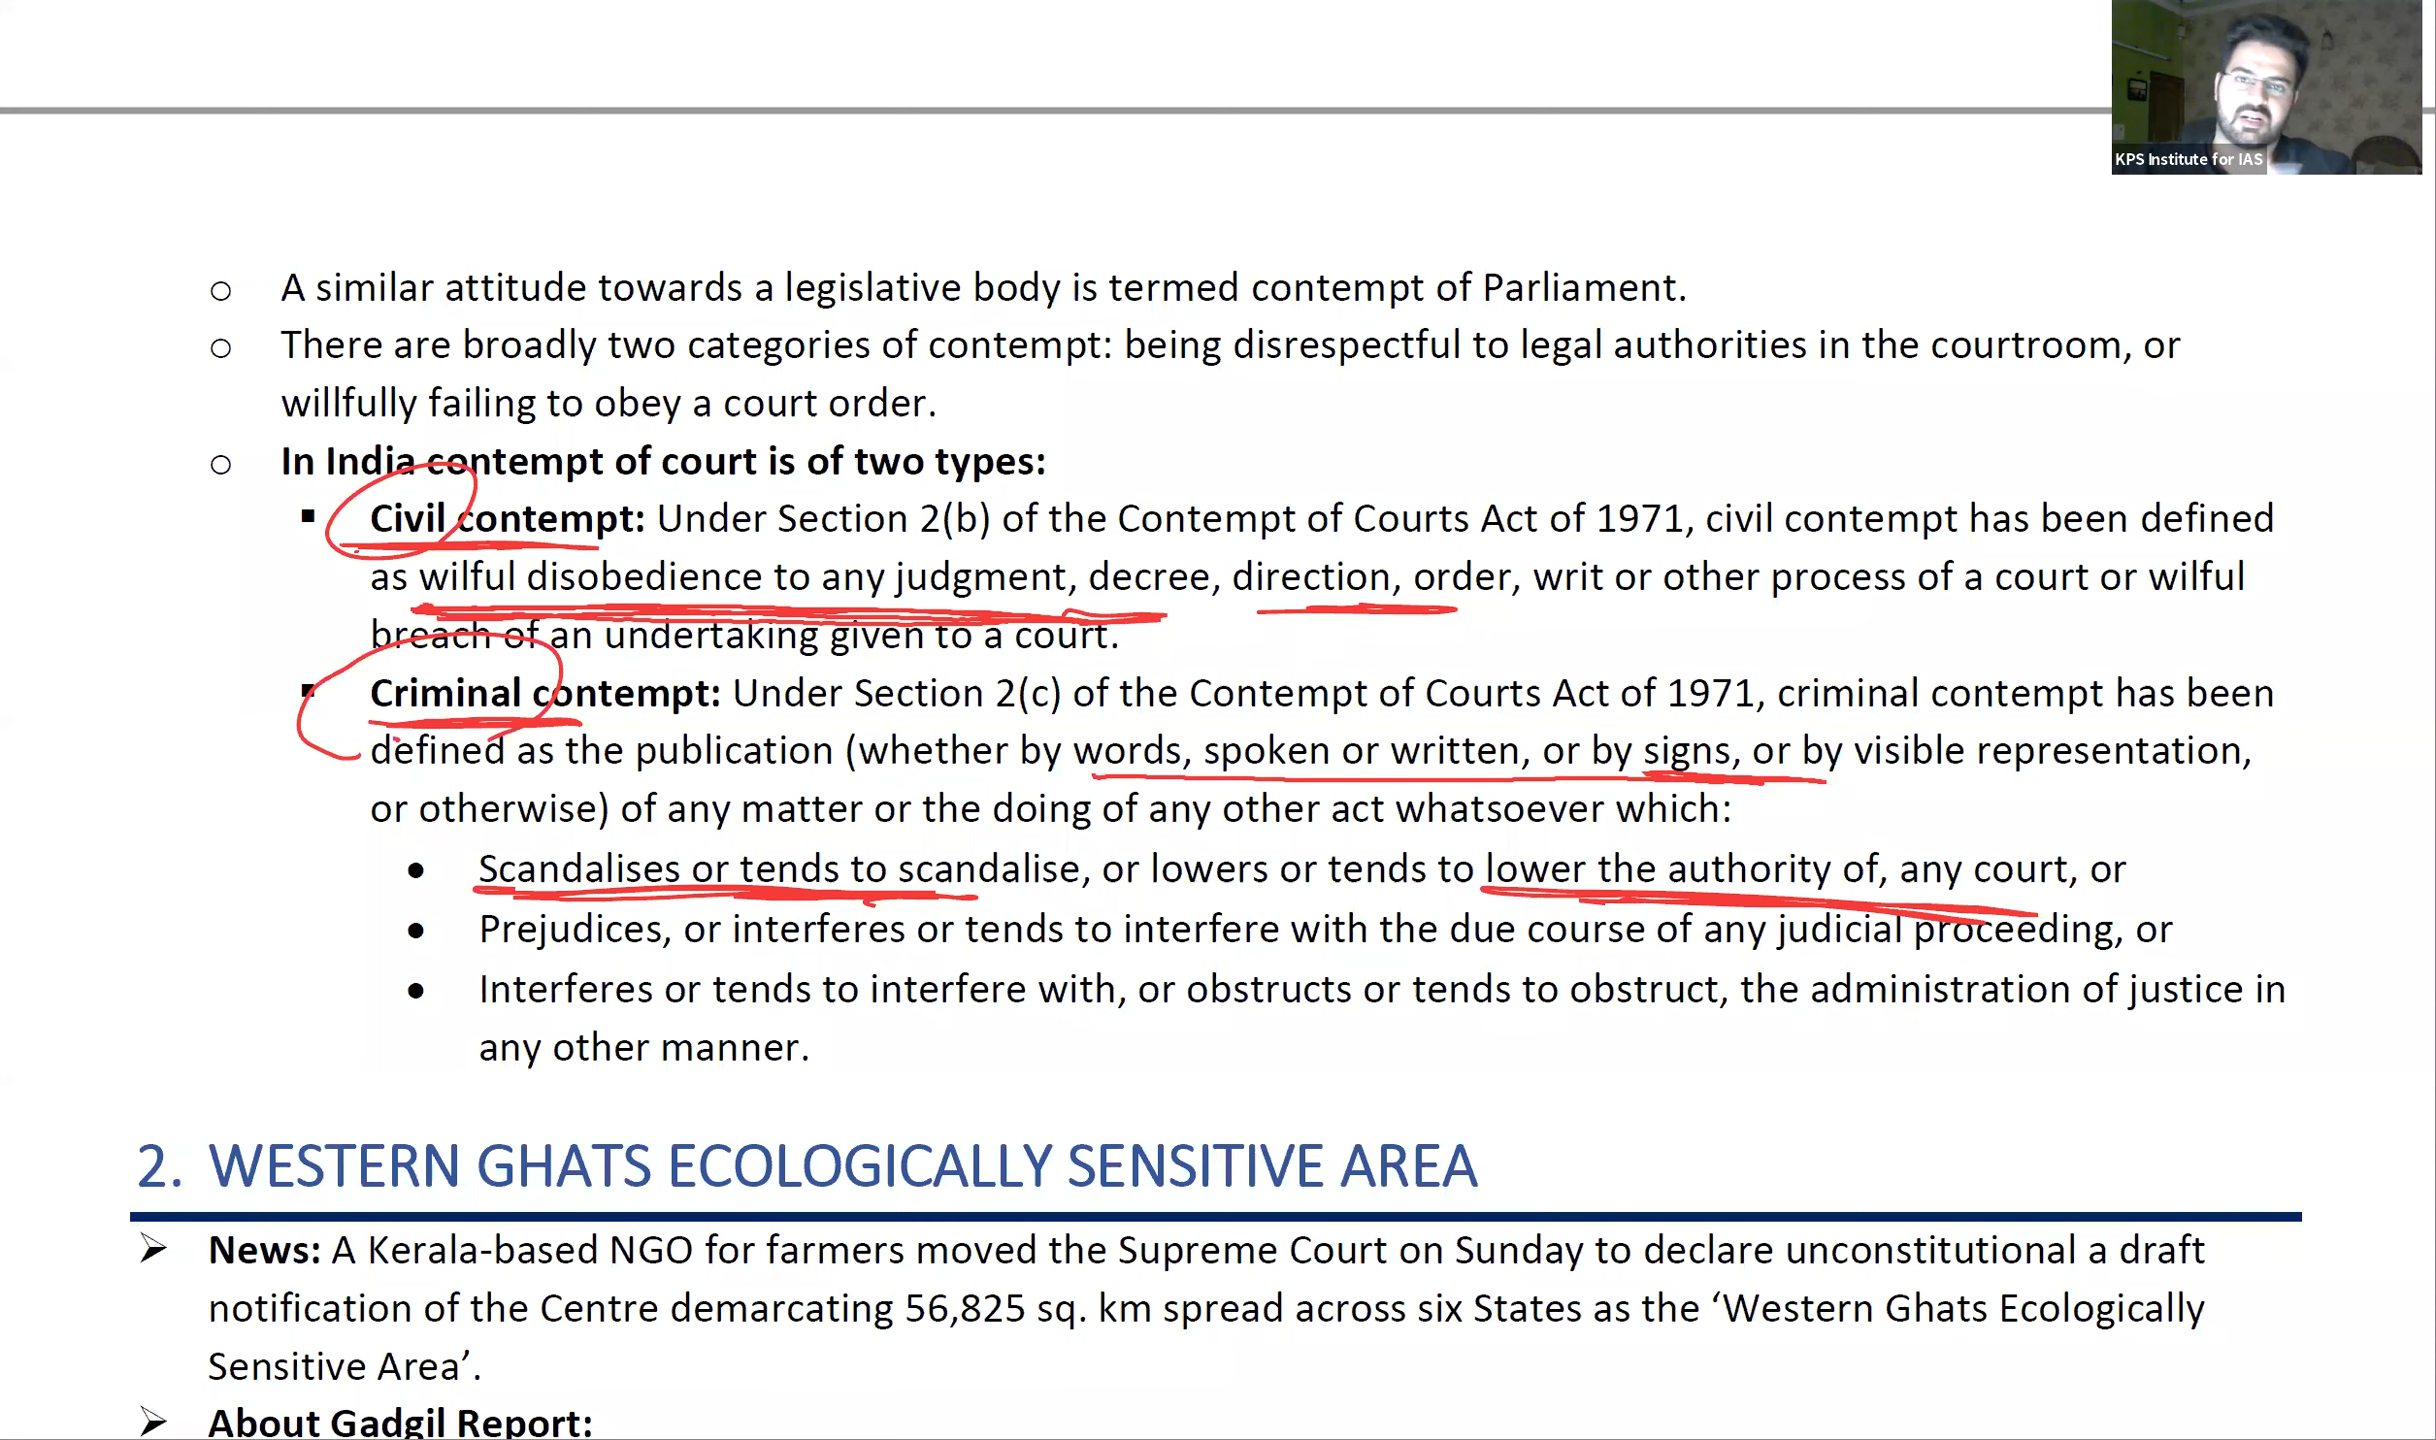 KPS Institute for IAS
o A similar attitude towards a legislative body is termed contempt of Parliament.
o There are broadly two categories of contempt: being disrespectful to legal authorities in the courtroom, or
willfully failing to obey a court order.
o In India contempt of court is of two types:
▪ Civil contempt: Under Section 2(b) of the Contempt of Courts Act of 1971, civil contempt has been defined
as wilful disobedience to any judgment, decree, direction, order, writ or other process of a court or wilful
breach of an undertaking given to a court.
▪ Criminal contempt: Under Section 2(c) of the Contempt of Courts Act of 1971, criminal contempt has been
defined as the publication (whether by words, spoken or written, or by signs, or by visible representation,
or otherwise) of any matter or the doing of any other act whatsoever which:
• Scandalises or tends to scandalise, or lowers or tends to lower the authority of, any court, or
• Prejudices, or interferes or tends to interfere with the due course of any judicial proceeding, or
• Interferes or tends to interfere with, or obstructs or tends to obstruct, the administration of justice in
any other manner.
2. WESTERN GHATS ECOLOGICALLY SENSITIVE AREA
➢ News: A Kerala-based NGO for farmers moved the Supreme Court on Sunday to declare unconstitutional a draft
notification of the Centre demarcating 56,825 sq. km spread across six States as the ‘Western Ghats Ecologically
Sensitive Area’.
➢ About Gadgil Report: